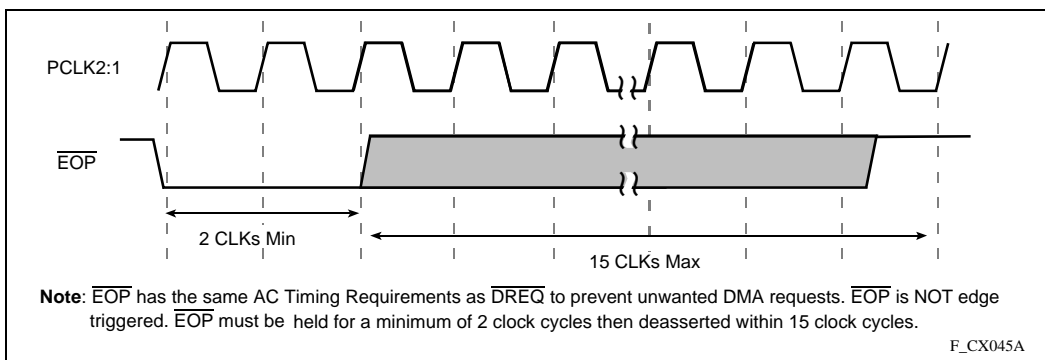 PCLK2:1
EOP
2 CLKs Min
15 CLKs Max
Note: EOP has the same AC Timing Requirements as DREQ to prevent unwanted DMA requests. EOP is NOT edge
triggered. EOP must be held for a minimum of 2 clock cycles then deasserted within 15 clock cycles.
F_CX045A